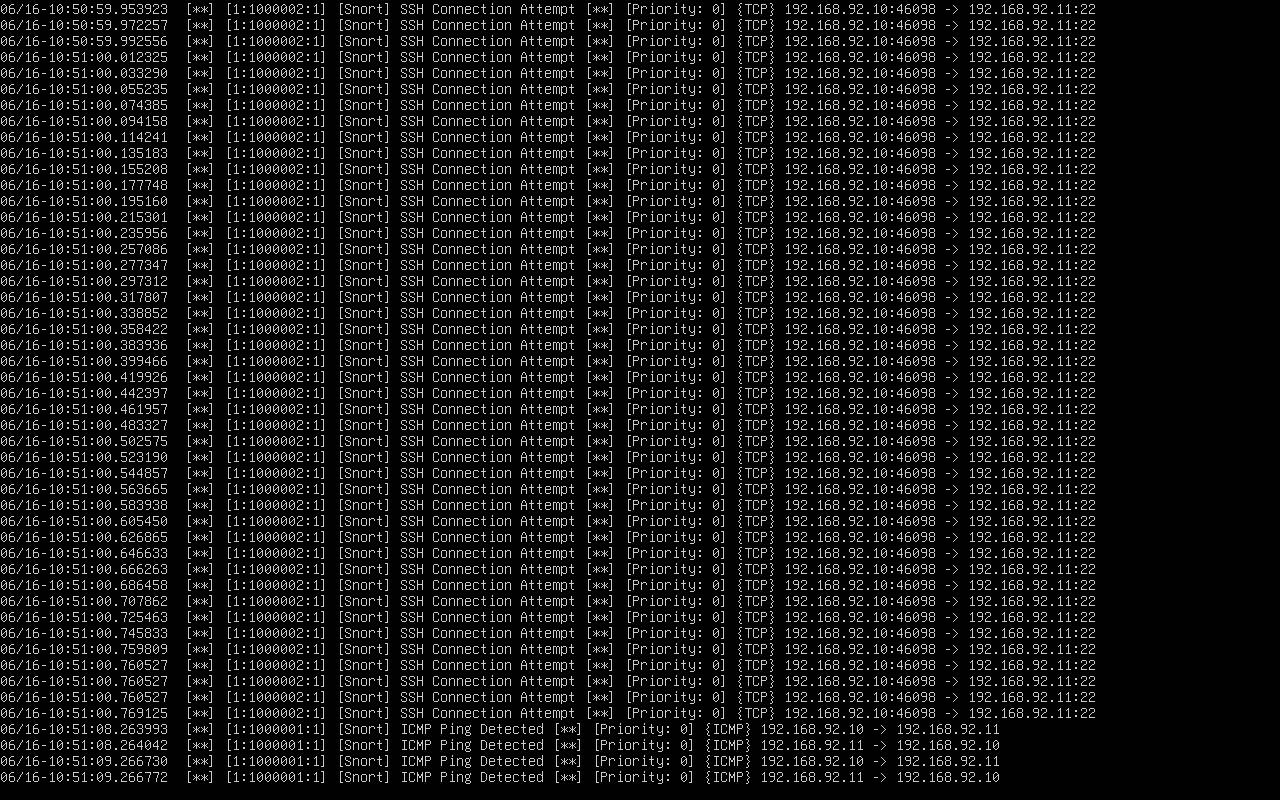 06/16-10:50:59.953923  [**] [1:1000002:1] [Snort] SSH Connection Attempt [**] [Priority: 0] {TCP} 192.168.92.10:46098 -> 192.168.92.11:22
06/16-10:50:59.972257  [**] [1:1000002:1] [Snort] SSH Connection Attempt [**] [Priority: 0] {TCP} 192.168.92.10:46098 -> 192.168.92.11:22
06/16-10:50:59.992556  [**] [1:1000002:1] [Snort] SSH Connection Attempt [**] [Priority: 0] {TCP} 192.168.92.10:46098 -> 192.168.92.11:22
06/16-10:51:00.012325  [**] [1:1000002:1] [Snort] SSH Connection Attempt [**] [Priority: 0] {TCP} 192.168.92.10:46098 -> 192.168.92.11:22
06/16-10:51:00.033290  [**] [1:1000002:1] [Snort] SSH Connection Attempt [**] [Priority: 0] {TCP} 192.168.92.10:46098 -> 192.168.92.11:22
06/16-10:51:00.055235  [**] [1:1000002:1] [Snort] SSH Connection Attempt [**] [Priority: 0] {TCP} 192.168.92.10:46098 -> 192.168.92.11:22
06/16-10:51:00.074385  [**] [1:1000002:1] [Snort] SSH Connection Attempt [**] [Priority: 0] {TCP} 192.168.92.10:46098 -> 192.168.92.11:22
06/16-10:51:00.094158  [**] [1:1000002:1] [Snort] SSH Connection Attempt [**] [Priority: 0] {TCP} 192.168.92.10:46098 -> 192.168.92.11:22
06/16-10:51:00.114241  [**] [1:1000002:1] [Snort] SSH Connection Attempt [**] [Priority: 0] {TCP} 192.168.92.10:46098 -> 192.168.92.11:22
06/16-10:51:00.135183  [**] [1:1000002:1] [Snort] SSH Connection Attempt [**] [Priority: 0] {TCP} 192.168.92.10:46098 -> 192.168.92.11:22
06/16-10:51:00.155208  [**] [1:1000002:1] [Snort] SSH Connection Attempt [**] [Priority: 0] {TCP} 192.168.92.10:46098 -> 192.168.92.11:22
06/16-10:51:00.177748  [**] [1:1000002:1] [Snort] SSH Connection Attempt [**] [Priority: 0] {TCP} 192.168.92.10:46098 -> 192.168.92.11:22
06/16-10:51:00.195160  [**] [1:1000002:1] [Snort] SSH Connection Attempt [**] [Priority: 0] {TCP} 192.168.92.10:46098 -> 192.168.92.11:22
06/16-10:51:00.215301  [**] [1:1000002:1] [Snort] SSH Connection Attempt [**] [Priority: 0] {TCP} 192.168.92.10:46098 -> 192.168.92.11:22
06/16-10:51:00.235956  [**] [1:1000002:1] [Snort] SSH Connection Attempt [**] [Priority: 0] {TCP} 192.168.92.10:46098 -> 192.168.92.11:22
06/16-10:51:00.257086  [**] [1:1000002:1] [Snort] SSH Connection Attempt [**] [Priority: 0] {TCP} 192.168.92.10:46098 -> 192.168.92.11:22
06/16-10:51:00.277347  [**] [1:1000002:1] [Snort] SSH Connection Attempt [**] [Priority: 0] {TCP} 192.168.92.10:46098 -> 192.168.92.11:22
06/16-10:51:00.297312  [**] [1:1000002:1] [Snort] SSH Connection Attempt [**] [Priority: 0] {TCP} 192.168.92.10:46098 -> 192.168.92.11:22
06/16-10:51:00.317807  [**] [1:1000002:1] [Snort] SSH Connection Attempt [**] [Priority: 0] {TCP} 192.168.92.10:46098 -> 192.168.92.11:22
06/16-10:51:00.338852  [**] [1:1000002:1] [Snort] SSH Connection Attempt [**] [Priority: 0] {TCP} 192.168.92.10:46098 -> 192.168.92.11:22
06/16-10:51:00.358422  [**] [1:1000002:1] [Snort] SSH Connection Attempt [**] [Priority: 0] {TCP} 192.168.92.10:46098 -> 192.168.92.11:22
06/16-10:51:00.383936  [**] [1:1000002:1] [Snort] SSH Connection Attempt [**] [Priority: 0] {TCP} 192.168.92.10:46098 -> 192.168.92.11:22
06/16-10:51:00.399466  [**] [1:1000002:1] [Snort] SSH Connection Attempt [**] [Priority: 0] {TCP} 192.168.92.10:46098 -> 192.168.92.11:22
06/16-10:51:00.419926  [**] [1:1000002:1] [Snort] SSH Connection Attempt [**] [Priority: 0] {TCP} 192.168.92.10:46098 -> 192.168.92.11:22
06/16-10:51:00.442397  [**] [1:1000002:1] [Snort] SSH Connection Attempt [**] [Priority: 0] {TCP} 192.168.92.10:46098 -> 192.168.92.11:22
06/16-10:51:00.461957  [**] [1:1000002:1] [Snort] SSH Connection Attempt [**] [Priority: 0] {TCP} 192.168.92.10:46098 -> 192.168.92.11:22
06/16-10:51:00.483327  [**] [1:1000002:1] [Snort] SSH Connection Attempt [**] [Priority: 0] {TCP} 192.168.92.10:46098 -> 192.168.92.11:22
06/16-10:51:00.502575  [**] [1:1000002:1] [Snort] SSH Connection Attempt [**] [Priority: 0] {TCP} 192.168.92.10:46098 -> 192.168.92.11:22
06/16-10:51:00.523190  [**] [1:1000002:1] [Snort] SSH Connection Attempt [**] [Priority: 0] {TCP} 192.168.92.10:46098 -> 192.168.92.11:22
06/16-10:51:00.544857  [**] [1:1000002:1] [Snort] SSH Connection Attempt [**] [Priority: 0] {TCP} 192.168.92.10:46098 -> 192.168.92.11:22
06/16-10:51:00.563665  [**] [1:1000002:1] [Snort] SSH Connection Attempt [**] [Priority: 0] {TCP} 192.168.92.10:46098 -> 192.168.92.11:22
06/16-10:51:00.583938  [**] [1:1000002:1] [Snort] SSH Connection Attempt [**] [Priority: 0] {TCP} 192.168.92.10:46098 -> 192.168.92.11:22
06/16-10:51:00.605450  [**] [1:1000002:1] [Snort] SSH Connection Attempt [**] [Priority: 0] {TCP} 192.168.92.10:46098 -> 192.168.92.11:22
06/16-10:51:00.626865  [**] [1:1000002:1] [Snort] SSH Connection Attempt [**] [Priority: 0] {TCP} 192.168.92.10:46098 -> 192.168.92.11:22
06/16-10:51:00.646633  [**] [1:1000002:1] [Snort] SSH Connection Attempt [**] [Priority: 0] {TCP} 192.168.92.10:46098 -> 192.168.92.11:22
06/16-10:51:00.666263  [**] [1:1000002:1] [Snort] SSH Connection Attempt [**] [Priority: 0] {TCP} 192.168.92.10:46098 -> 192.168.92.11:22
06/16-10:51:00.686458  [**] [1:1000002:1] [Snort] SSH Connection Attempt [**] [Priority: 0] {TCP} 192.168.92.10:46098 -> 192.168.92.11:22
06/16-10:51:00.707862  [**] [1:1000002:1] [Snort] SSH Connection Attempt [**] [Priority: 0] {TCP} 192.168.92.10:46098 -> 192.168.92.11:22
06/16-10:51:00.725463  [**] [1:1000002:1] [Snort] SSH Connection Attempt [**] [Priority: 0] {TCP} 192.168.92.10:46098 -> 192.168.92.11:22
06/16-10:51:00.745833  [**] [1:1000002:1] [Snort] SSH Connection Attempt [**] [Priority: 0] {TCP} 192.168.92.10:46098 -> 192.168.92.11:22
06/16-10:51:00.759809  [**] [1:1000002:1] [Snort] SSH Connection Attempt [**] [Priority: 0] {TCP} 192.168.92.10:46098 -> 192.168.92.11:22
06/16-10:51:00.760527  [**] [1:1000002:1] [Snort] SSH Connection Attempt [**] [Priority: 0] {TCP} 192.168.92.10:46098 -> 192.168.92.11:22
06/16-10:51:00.760527  [**] [1:1000002:1] [Snort] SSH Connection Attempt [**] [Priority: 0] {TCP} 192.168.92.10:46098 -> 192.168.92.11:22
06/16-10:51:00.760527  [**] [1:1000002:1] [Snort] SSH Connection Attempt [**] [Priority: 0] {TCP} 192.168.92.10:46098 -> 192.168.92.11:22
06/16-10:51:00.769125  [**] [1:1000002:1] [Snort] SSH Connection Attempt [**] [Priority: 0] {TCP} 192.168.92.10:46098 -> 192.168.92.11:22
06/16-10:51:08.263993  [**] [1:1000001:1] [Snort] ICMP Ping Detected [**] [Priority: 0] {ICMP} 192.168.92.10 -> 192.168.92.11
06/16-10:51:08.264042  [**] [1:1000001:1] [Snort] ICMP Ping Detected [**] [Priority: 0] {ICMP} 192.168.92.11 -> 192.168.92.10
06/16-10:51:09.266730  [**] [1:1000001:1] [Snort] ICMP Ping Detected [**] [Priority: 0] {ICMP} 192.168.92.10 -> 192.168.92.11
06/16-10:51:09.266772  [**] [1:1000001:1] [Snort] ICMP Ping Detected [**] [Priority: 0] {ICMP} 192.168.92.11 -> 192.168.92.10